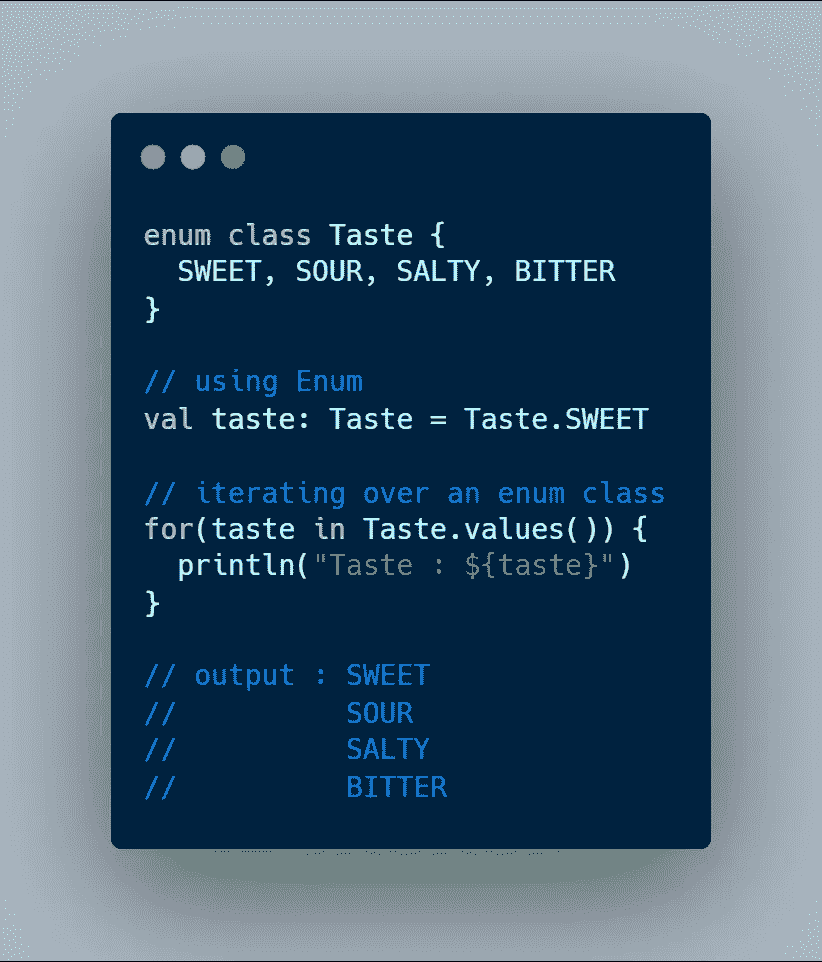 enum class Taste {
  SWEET, SOUR, SALTY, BITTER
}
// using Enum
val taste: Taste = Taste.SWEET
// iterating over an enum class
for(taste in Taste.values()) {
  println("Taste : ${taste}")
}
// output : SWEET
//          SOUR
//          SALTY
//          BITTER